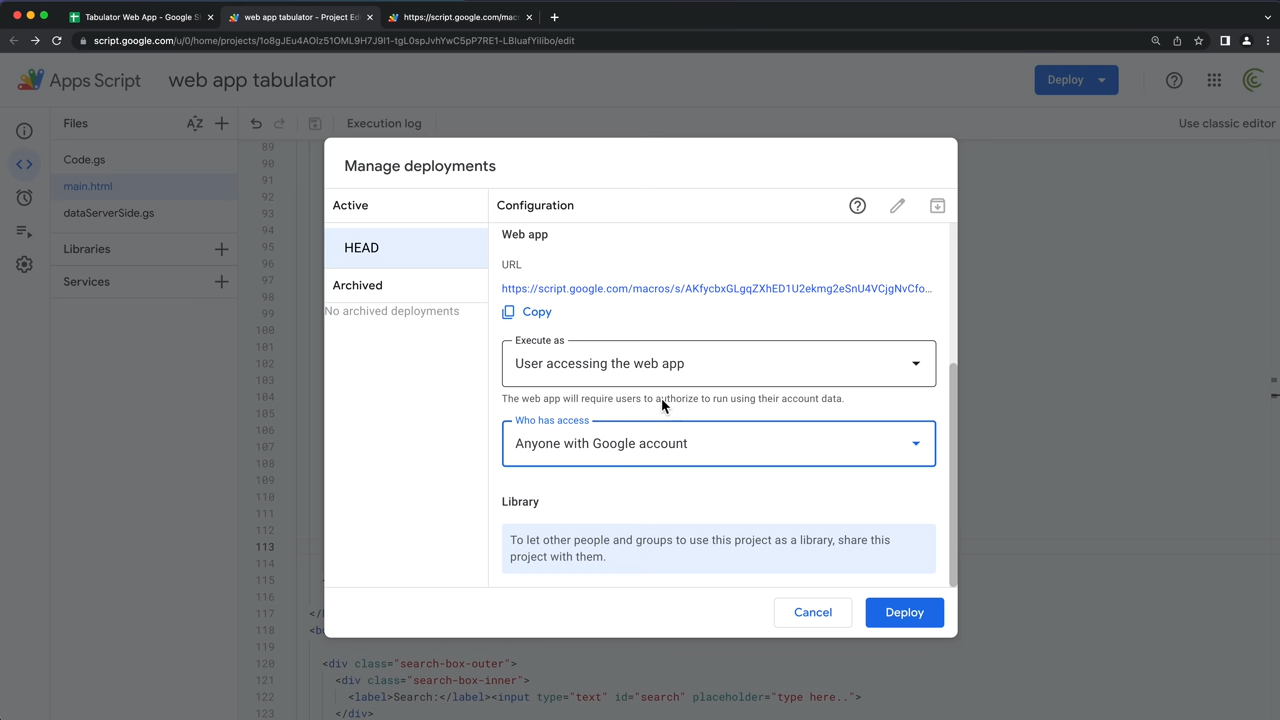 Tabulator Web App - Google S
web app tabulator - Project Edi
https://script.google.com/mac
script.google.com/u/0/home/projects/1o8gJEu4AOlz51OML9H7J9I1-tgL0spJvhYwC5pP7RE1-LBIuafYiIibo/edit
Apps Script
web app tabulator
Deploy
Files
AZ
Execution log
Use classic editor
Code.gs
main.html
dataServerSide.gs
Libraries
Services
89
90
91
92
93
94
95
96
97
98
99
100
101
102
103
104
105
106
107
108
109
110
111
112
113
114
115
116
117 </
118 <b
119
120 <div class="search-box-outer">
121 <div class="search-box-inner">
122 <label>Search:</label><input type="text" id="search" placeholder="type here..">
123 </div>
Manage deployments
Active
Configuration
HEAD
Archived
No archived deployments
Web app
URL
https://script.google.com/macros/s/AKfycbxGLgqZXhED1U2ekmg2eSnU4VCjgNvCfo...
Copy
Execute as
User accessing the web app
The web app will require users to authorize to run using their account data.
Who has access
Anyone with Google account
Library
To let other people and groups to use this project as a library, share this
project with them.
Cancel
Deploy